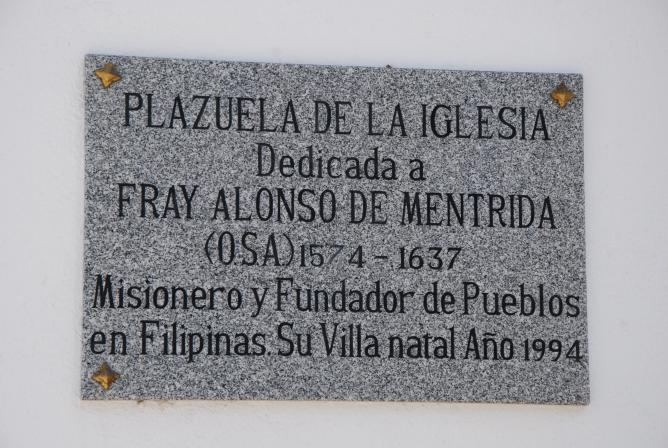 PLAZUELA DE LA IGLESIA
Dedicada a
FRAY ALONSO DE MENTRIDA
(O.S.A) 1574 - 1637
Misionero y Fundador de Pueblos
en Filipinas. Su Villa natal Año 1994